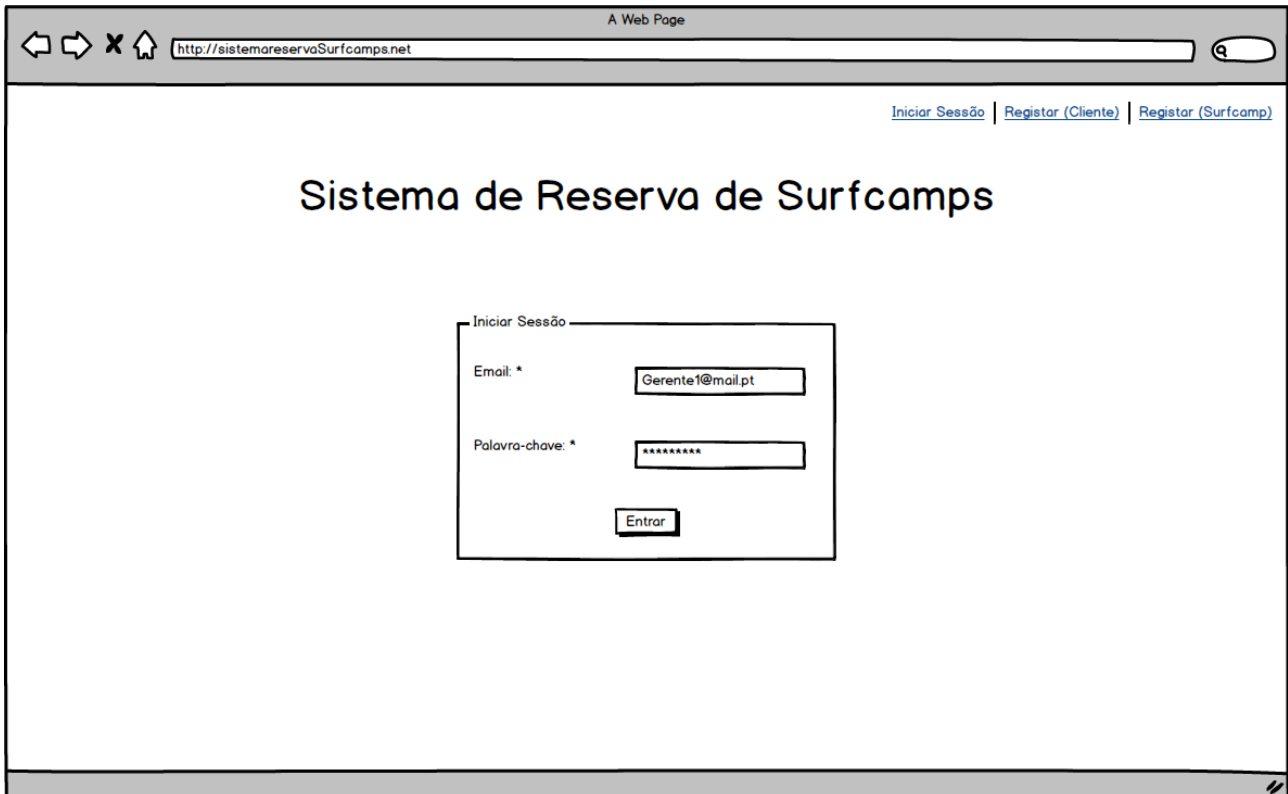 A Web Page
http://sistemareservaSurfcamps.net
Iniciar Sessão Registar (Cliente) Registar (Surfcamp)
Sistema de Reserva de Surfcamps
Iniciar Sessão
Email: * Gerente1@mail.pt
Palavra-chave: * *********
Entrar